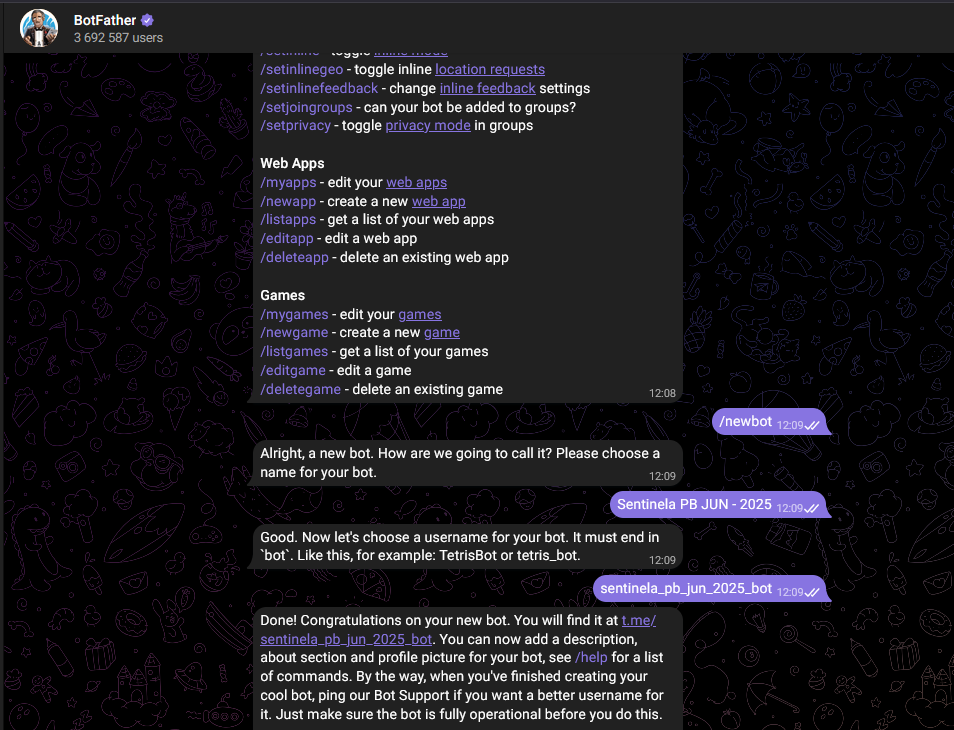 BotFather
3 692 587 users
/setinline - toggle inline mode
/setinlinegeo - toggle inline location requests
/setinlinefeedback - change inline feedback settings
/setjoingroups - can your bot be added to groups?
/setprivacy - toggle privacy mode in groups
Web Apps
/myapps - edit your web apps
/newapp - create a new web app
/listapps - get a list of your web apps
/editapp - edit a web app
/deleteapp - delete an existing web app
Games
/mygames - edit your games
/newgame - create a new game
/listgames - get a list of your games
/editgame - edit a game
/deletegame - delete an existing game
12:08
/newbot 12:09
Alright, a new bot. How are we going to call it? Please choose a
name for your bot.
12:09
Sentinela PB JUN - 2025 12:09
Good. Now let's choose a username for your bot. It must end in
`bot`. Like this, for example: TetrisBot or tetris_bot.
12:09
sentinela_pb_jun_2025_bot 12:09
Done! Congratulations on your new bot. You will find it at t.me/
sentinela_pb_jun_2025_bot. You can now add a description,
about section and profile picture for your bot, see /help for a list
of commands. By the way, when you've finished creating your
cool bot, ping our Bot Support if you want a better username for
it. Just make sure the bot is fully operational before you do this.